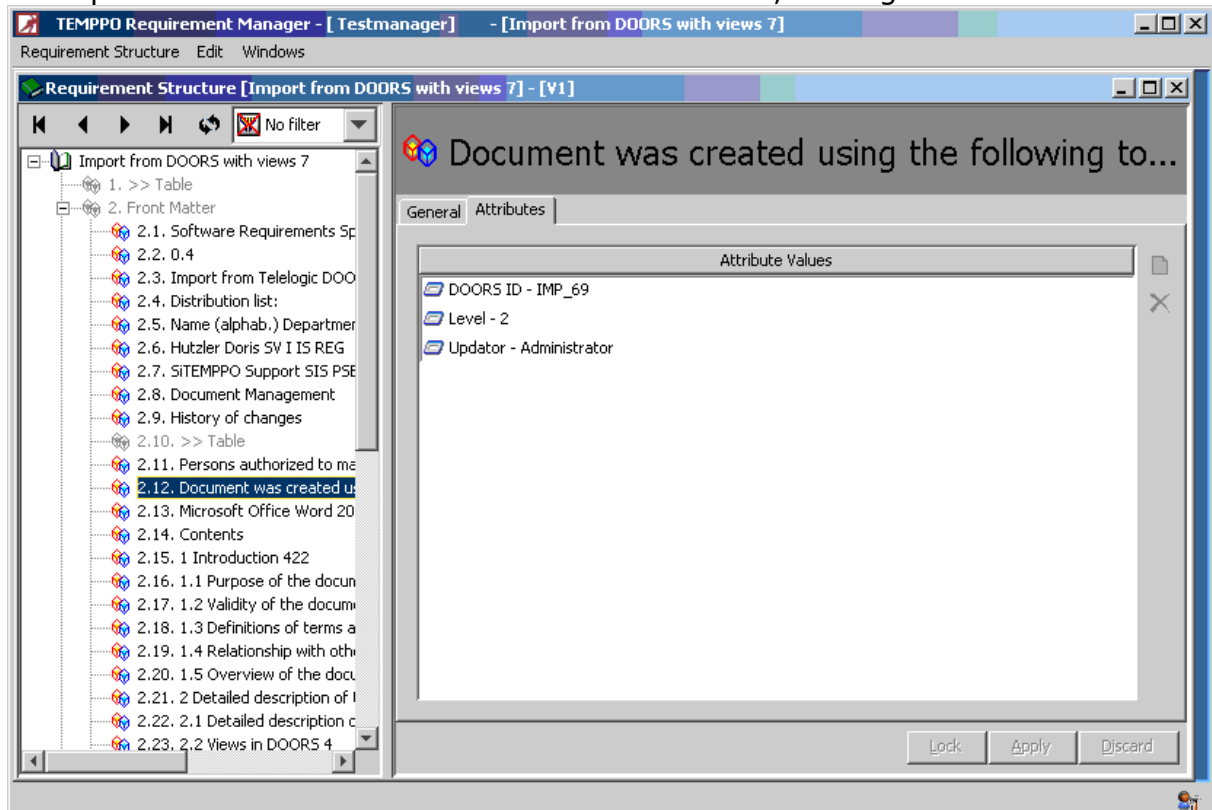 TEMPPO Requirement Manager - [ Testmanager] - [Import from DOORS with views 7]
Requirement Structure Edit Windows
Requirement Structure [Import from DOORS with views 7] - [V1]
No filter
Import from DOORS with views 7
1. >> Table
2. Front Matter
2.1. Software Requirements Sp
2.2. 0.4
2.3. Import from Telelogic DOO
2.4. Distribution list:
2.5. Name (alphab.) Departmer
2.6. Hutzler Doris SV I IS REG
2.7. SiTEMPPO Support SIS PSE
2.8. Document Management
2.9. History of changes
2.10. >> Table
2.11. Persons authorized to ma
2.12. Document was created u
2.13. Microsoft Office Word 20
2.14. Contents
2.15. 1 Introduction 422
2.16. 1.1 Purpose of the docum
2.17. 1.2 Validity of the docum
2.18. 1.3 Definitions of terms a
2.19. 1.4 Relationship with oth
2.20. 1.5 Overview of the docu
2.21. 2 Detailed description of
2.22. 2.1 Detailed description o
2.23. 2.2 Views in DOORS 4
Document was created using the following to...
General Attributes
Attribute Values
DOORS ID - IMP_69
Level - 2
Updator - Administrator
Lock Apply Discard